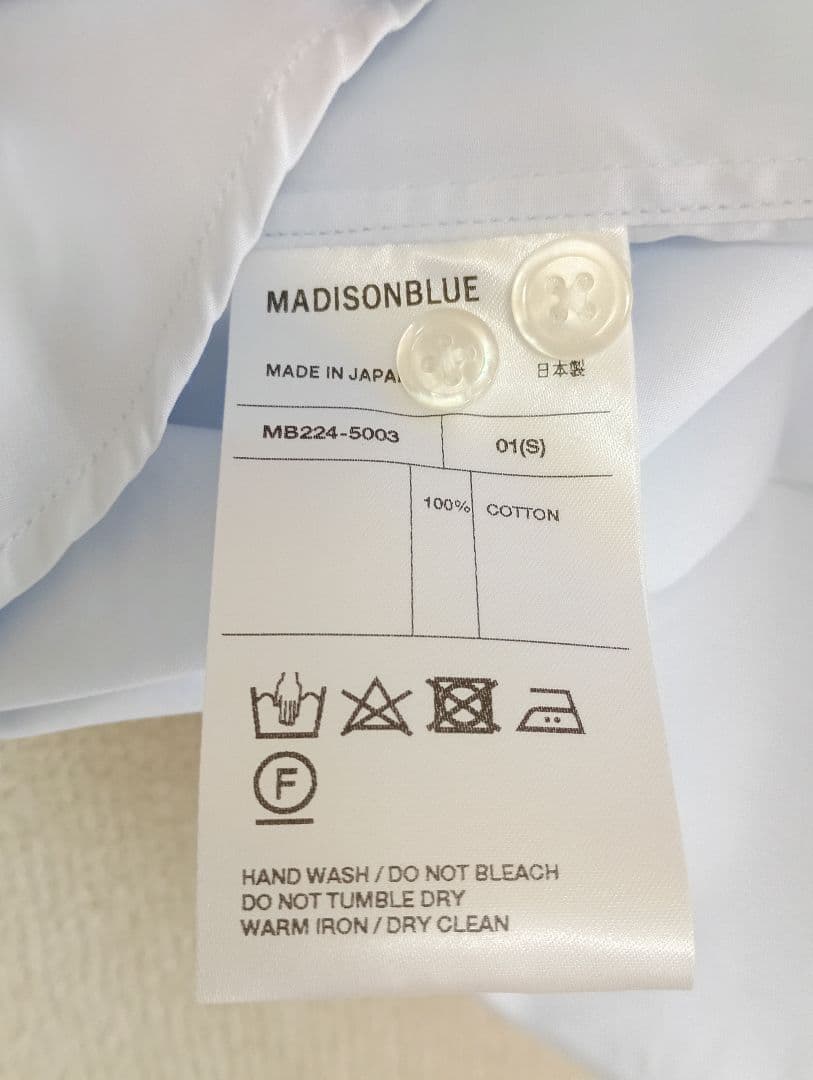 MADISONBLUE
MADE IN JAPA
日本製
MB224-5003
01(S)
100% COTTON
F
HAND WASH / DO NOT BLEACH
DO NOT TUMBLE DRY
WARM IRON / DRY CLEAN